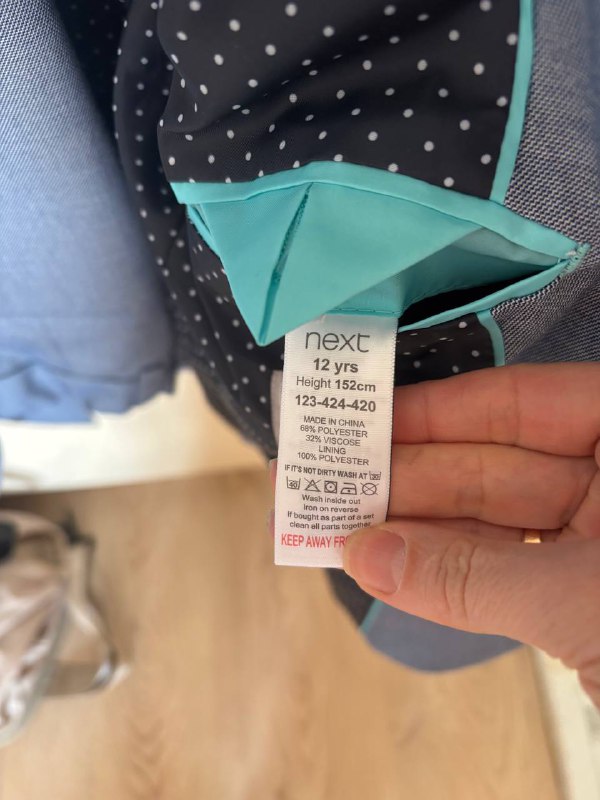 next
12 yrs
Height 152cm
123-424-420
MADE IN CHINA
68% POLYESTER
32% VISCOSE
LINING
100% POLYESTER
IF IT'S NOT DIRTY WASH AT 30
40
Wash inside out
Iron on reverse
If bought as part of a set
clean all parts together
KEEP AWAY